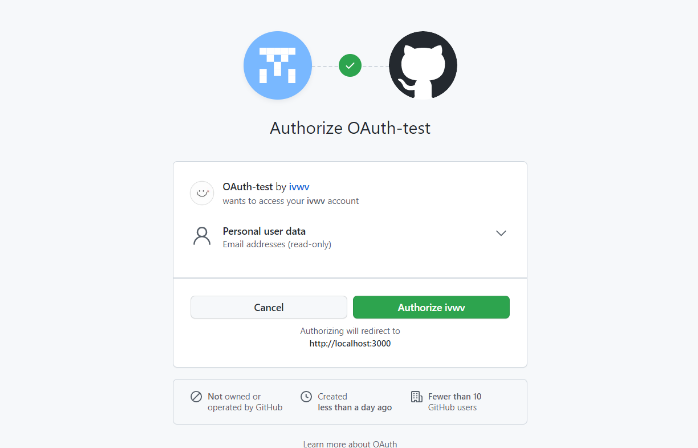 Authorize OAuth-test
OAuth-test by ivwv
wants to access your ivwv account
Personal user data
Email addresses (read-only)
Cancel
Authorize ivwv
Authorizing will redirect to
http://localhost:3000
Not owned or
operated by GitHub
Created
less than a day ago
Fewer than 10
GitHub users
Learn more about OAuth